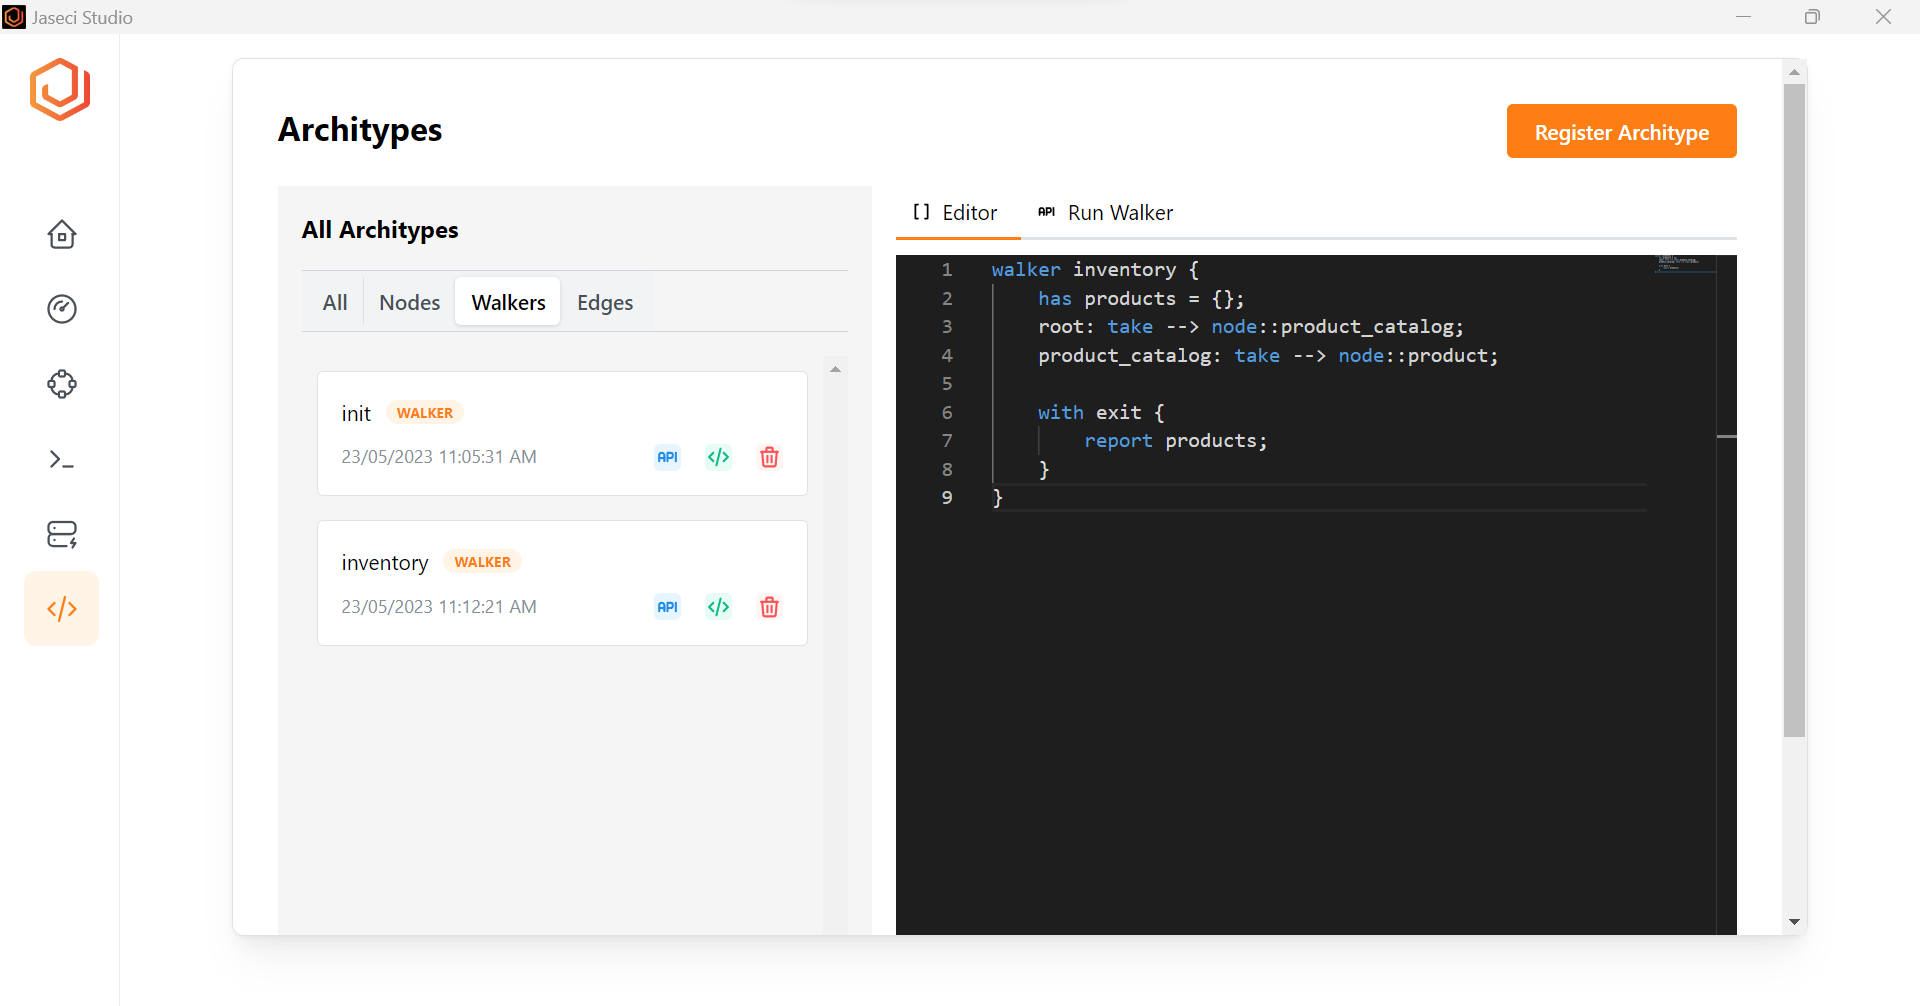 Jaseci Studio
Architypes
Register Architype
All Architypes
All Nodes Walkers Edges
init WALKER
23/05/2023 11:05:31 AM API </>
inventory WALKER
23/05/2023 11:12:21 AM API </>
[] Editor API Run Walker
1 walker inventory {
2 has products = {};
3 root: take --> node::product_catalog;
4 product_catalog: take --> node::product;
5
6 with exit {
7 report products;
8 }
9 }